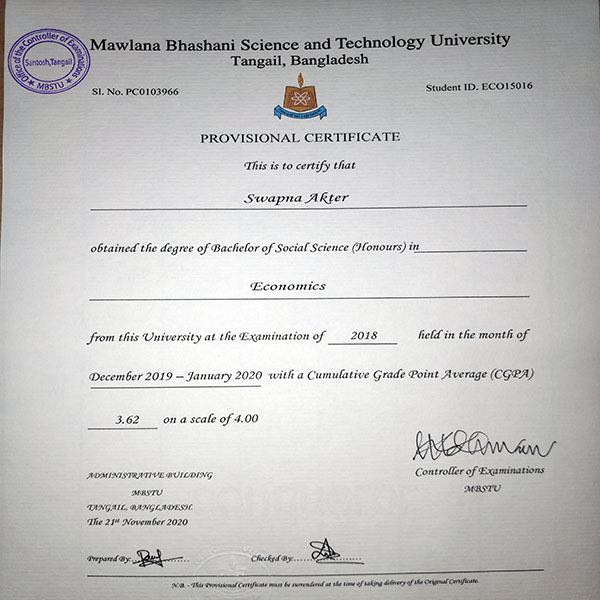 Office of the Controller of Examinations
Santosh, Tangail
★ MBSTU ★
Mawlana Bhashani Science and Technology University
Tangail, Bangladesh
Sl. No. PC0103966
Student ID. ECO15016
PROVISIONAL CERTIFICATE
This is to certify that
Swapna Akter
obtained the degree of Bachelor of Social Science (Honours) in
Economics
from this University at the Examination of 2018 held in the month of
December 2019 – January 2020 with a Cumulative Grade Point Average (CGPA)
3.62 on a scale of 4.00
Controller of Examinations
MBSTU
ADMINISTRATIVE BUILDING
MBSTU
TANGAIL, BANGLADESH.
The 21st November 2020
Prepared By:
Checked By:
N.B. - This Provisional Certificate must be surrendered at the time of taking delivery of the Original Certificate.